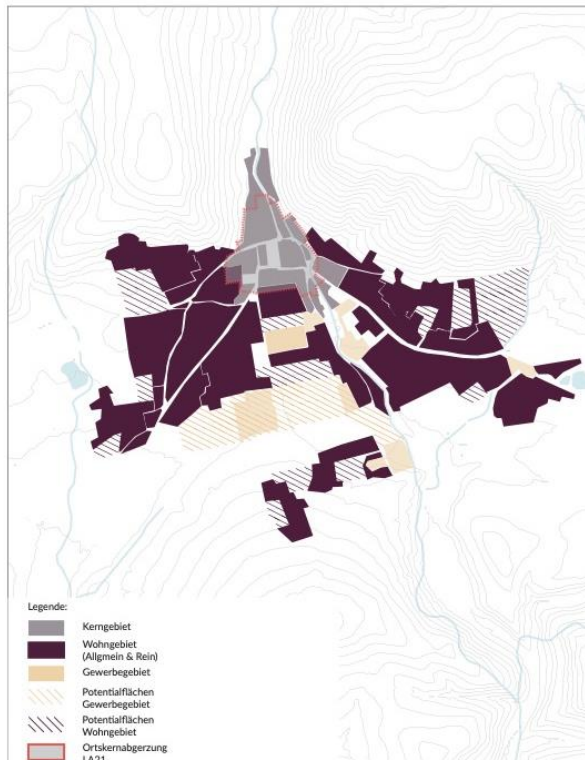 Legende:
Kerngebiet
Wohngebiet
(Allgmein & Rein)
Gewerbegebiet
Potentialflächen
Gewerbegebiet
Potentialflächen
Wohngebiet
Ortskernabgerzung
LA21